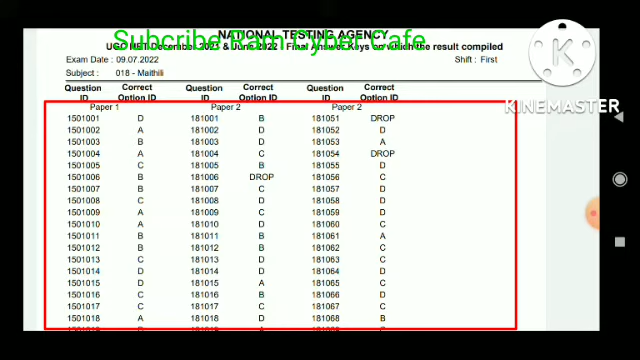 Subcribe Ram Cyber Cafe
NATIONAL TESTING AGENCY
UGC NET December 2021 & June 2022 - Final Answer Keys on which the result compiled
Exam Date : 09.07.2022 Shift : First
Subject : 018 - Maithili
KINEMASTER
Question ID Correct Option ID Question ID Correct Option ID Question ID Correct Option ID
Paper 1 Paper 2 Paper 2
1501001 D 181001 B 181051 DROP
1501002 A 181002 D 181052 D
1501003 B 181003 D 181053 A
1501004 A 181004 C 181054 DROP
1501005 C 181005 B 181055 D
1501006 B 181006 DROP 181056 C
1501007 B 181007 C 181057 D
1501008 C 181008 D 181058 D
1501009 A 181009 C 181059 D
1501010 A 181010 D 181060 C
1501011 B 181011 B 181061 A
1501012 B 181012 B 181062 C
1501013 C 181013 D 181063 C
1501014 D 181014 D 181064 D
1501015 D 181015 A 181065 C
1501016 C 181016 B 181066 D
1501017 C 181017 C 181067 C
1501018 A 181018 D 181068 B